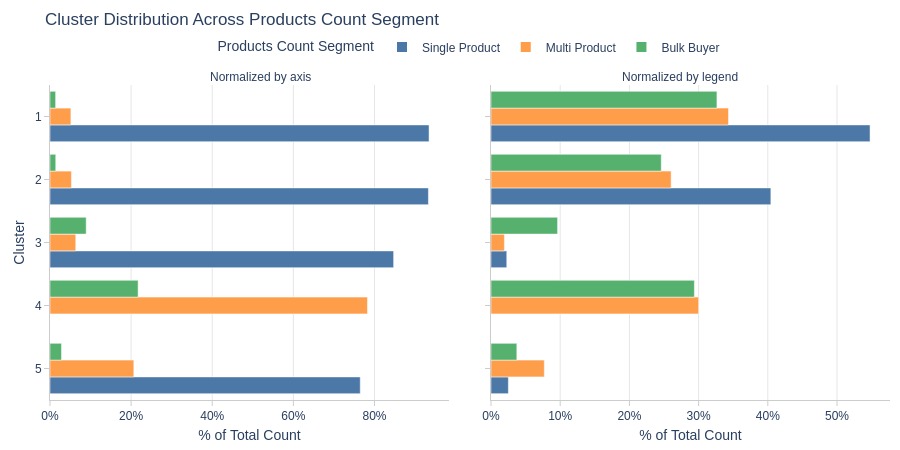 Cluster Distribution Across Products Count Segment
Products Count Segment Single Product Multi Product Bulk Buyer
Normalized by axis Normalized by legend
1
2
3
4
5
Cluster
0% 20% 40% 60% 80% 0% 10% 20% 30% 40% 50%
% of Total Count % of Total Count